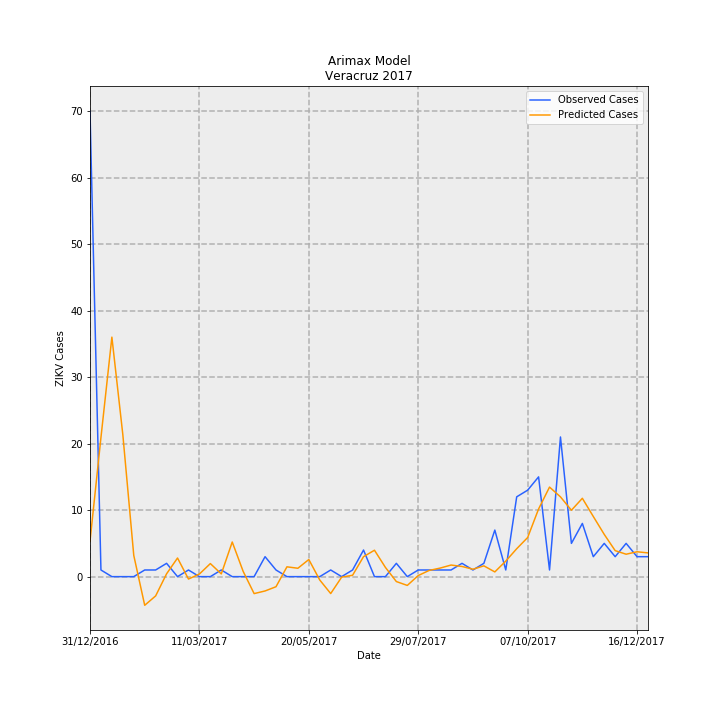 Arimax Model
Veracruz 2017
Observed Cases
Predicted Cases
70
60
50
40
30
20
10
0
ZIKV Cases
31/12/2016 11/03/2017 20/05/2017 29/07/2017 07/10/2017 16/12/2017
Date